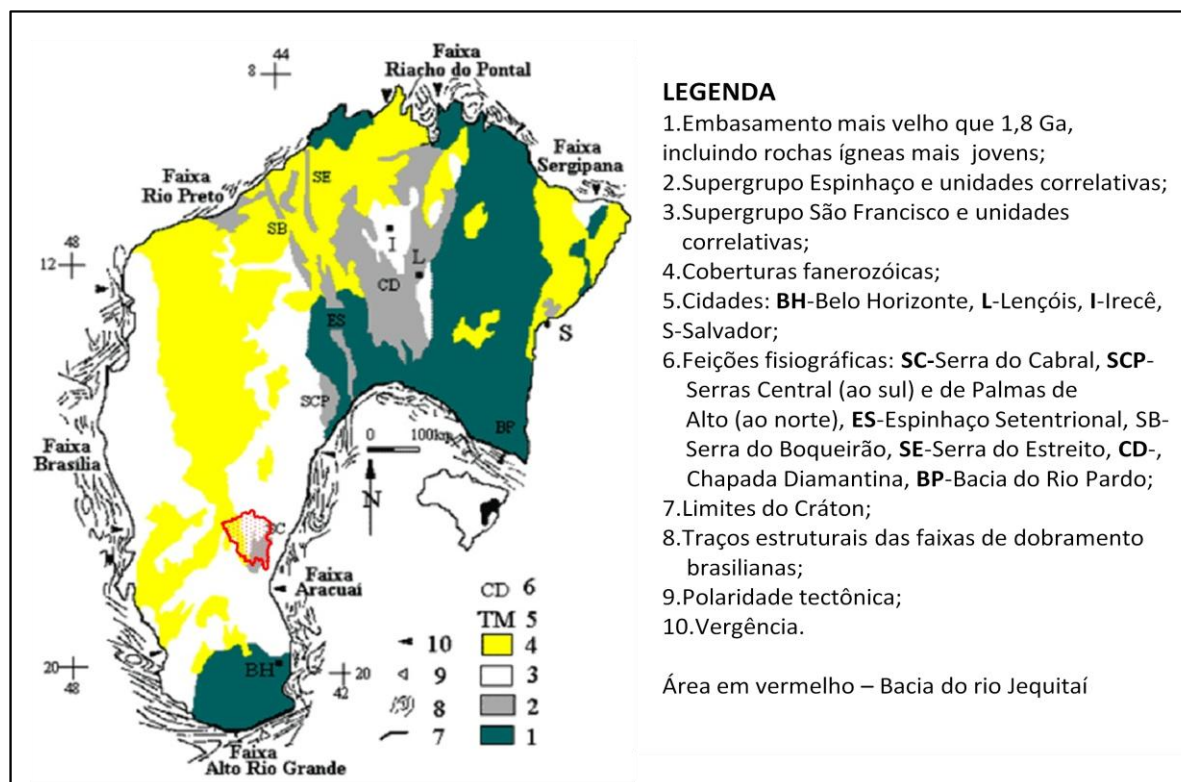 44
8
Faixa
Riacho do Pontal
Faixa
Sergipana
Faixa
Rio Preto
SE
SB
I
L
48
12
CD
ES
S
SCP
BP
0 100km
Faixa
Brasília
N
SC
Faixa
Aracuaí
CD 6
TM 5
10 4
9 3
8 2
7 1
BH
20
48
20
42
Faixa
Alto Rio Grande
LEGENDA
1.Embasamento mais velho que 1,8 Ga,
incluindo rochas ígneas mais jovens;
2.Supergrupo Espinhaço e unidades correlativas;
3.Supergrupo São Francisco e unidades
correlativas;
4.Coberturas fanerozóicas;
5.Cidades: BH-Belo Horizonte, L-Lençóis, I-Irecê,
S-Salvador;
6.Feições fisiográficas: SC-Serra do Cabral, SCP-
Serras Central (ao sul) e de Palmas de
Alto (ao norte), ES-Espinhaço Setentrional, SB-
Serra do Boqueirão, SE-Serra do Estreito, CD-,
Chapada Diamantina, BP-Bacia do Rio Pardo;
7.Limites do Cráton;
8.Traços estruturais das faixas de dobramento
brasilianas;
9.Polaridade tectônica;
10.Vergência.
Área em vermelho – Bacia do rio Jequitaí